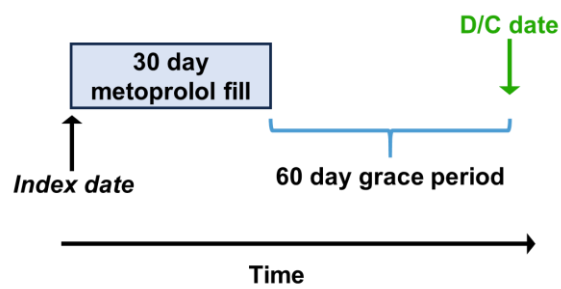 D/C date
30 day
metoprolol fill
Index date
60 day grace period
Time